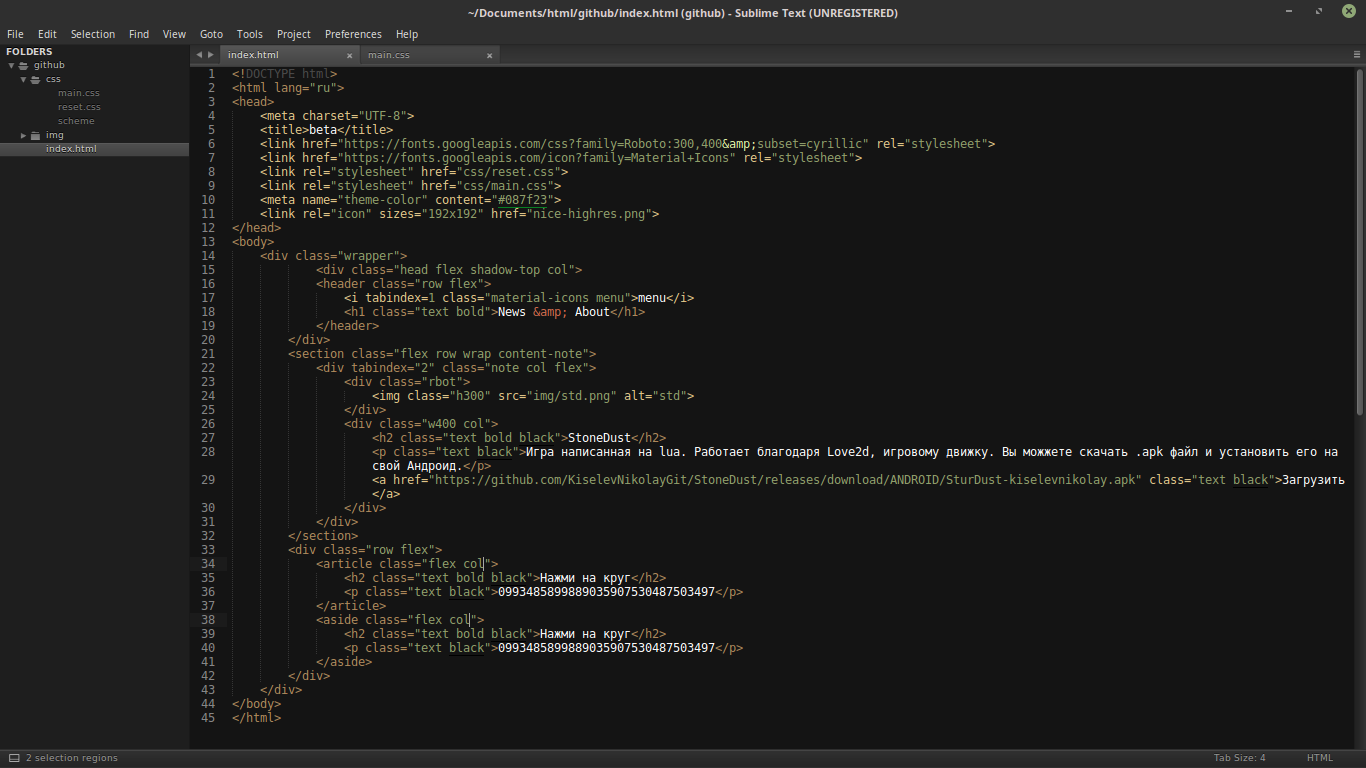 ~/Documents/html/github/index.html (github) - Sublime Text (UNREGISTERED)
File Edit Selection Find View Goto Tools Project Preferences Help
FOLDERS
github
css
main.css
reset.css
scheme
img
index.html
index.html × main.css ×
1 <!DOCTYPE html>
2 <html lang="ru">
3 <head>
4 <meta charset="UTF-8">
5 <title>beta</title>
6 <link href="https://fonts.googleapis.com/css?family=Roboto:300,400&amp;subset=cyrillic" rel="stylesheet">
7 <link href="https://fonts.googleapis.com/icon?family=Material+Icons" rel="stylesheet">
8 <link rel="stylesheet" href="css/reset.css">
9 <link rel="stylesheet" href="css/main.css">
10 <meta name="theme-color" content="#087f23">
11 <link rel="icon" sizes="192x192" href="nice-highres.png">
12 </head>
13 <body>
14 <div class="wrapper">
15 <div class="head flex shadow-top col">
16 <header class="row flex">
17 <i tabindex=1 class="material-icons menu">menu</i>
18 <h1 class="text bold">News &amp; About</h1>
19 </header>
20 </div>
21 <section class="flex row wrap content-note">
22 <div tabindex="2" class="note col flex">
23 <div class="rbot">
24 <img class="h300" src="img/std.png" alt="std">
25 </div>
26 <div class="w400 col">
27 <h2 class="text bold black">StoneDust</h2>
28 <p class="text black">Игра написанная на lua. Работает благодаря Love2d, игровому движку. Вы можжете скачать .apk файл и установить его на
свой Андроид.</p>
29 <a href="https://github.com/KiselevNikolayGit/StoneDust/releases/download/ANDROID/SturDust-kiselevnikolay.apk" class="text black">Загрузить
</a>
30 </div>
31 </div>
32 </section>
33 <div class="row flex">
34 <article class="flex col">
35 <h2 class="text bold black">Нажми на круг</h2>
36 <p class="text black">0993485899889035907530487503497</p>
37 </article>
38 <aside class="flex col">
39 <h2 class="text bold black">Нажми на круг</h2>
40 <p class="text black">0993485899889035907530487503497</p>
41 </aside>
42 </div>
43 </div>
44 </body>
45 </html>
2 selection regions Tab Size: 4 HTML